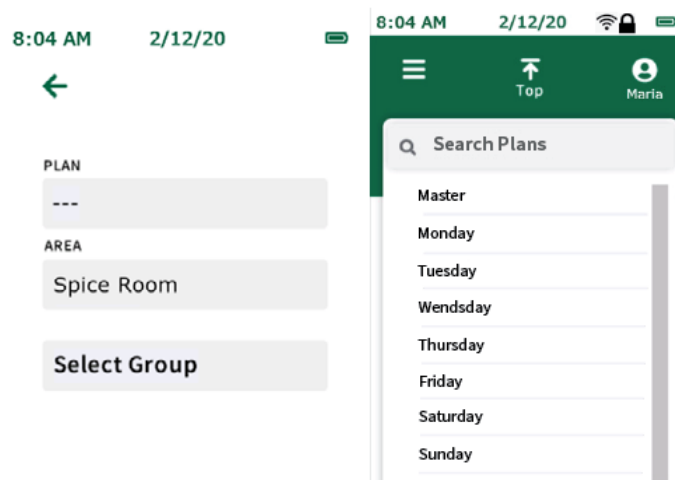 8:04 AM 2/12/20
PLAN
---
AREA
Spice Room
Select Group
8:04 AM 2/12/20
Top
Maria
Search Plans
Master
Monday
Tuesday
Wendsday
Thursday
Friday
Saturday
Sunday